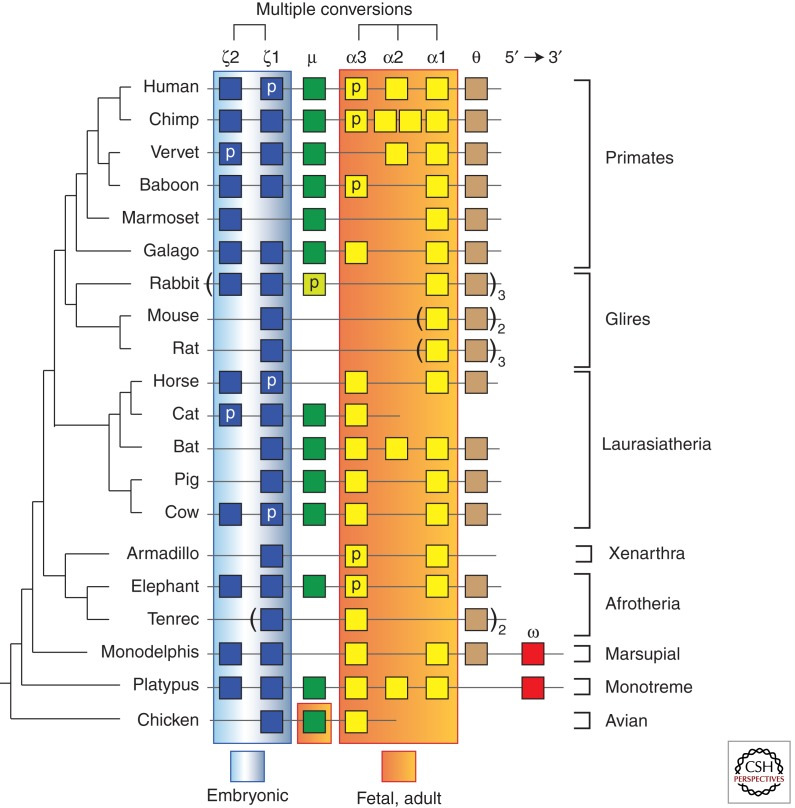 Multiple conversions
ζ2 ζ1 μ α3 α2 α1 θ 5′ → 3′
Human p p
Chimp p
Vervet p
Baboon p
Marmoset
Galago
Primates
Rabbit ( p )3
Mouse ( )2
Rat ( )3
Glires
Horse p
Cat p
Bat
Pig
Cow p
Laurasiatheria
Armadillo p
Xenarthra
Elephant p
Tenrec ( )2
Afrotheria
ω
Monodelphis
Marsupial
Platypus
Monotreme
Chicken
Avian
Embryonic
Fetal, adult
CSH
PERSPECTIVES